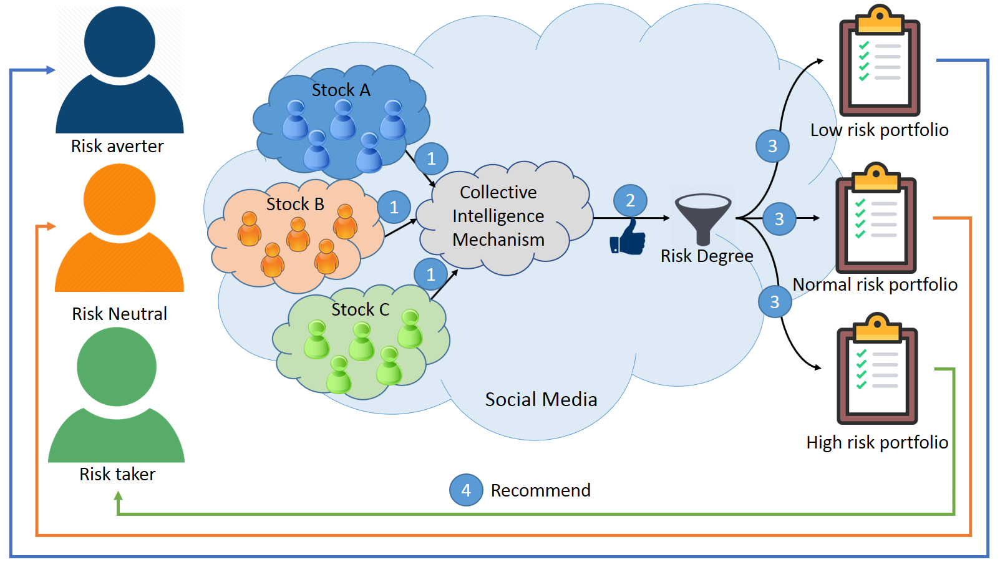 Risk averter
Risk Neutral
Risk taker
Stock A
Stock B
Stock C
1
1
1
Collective
Intelligence
Mechanism
2
Risk Degree
3
3
3
Low risk portfolio
Normal risk portfolio
High risk portfolio
Social Media
4 Recommend